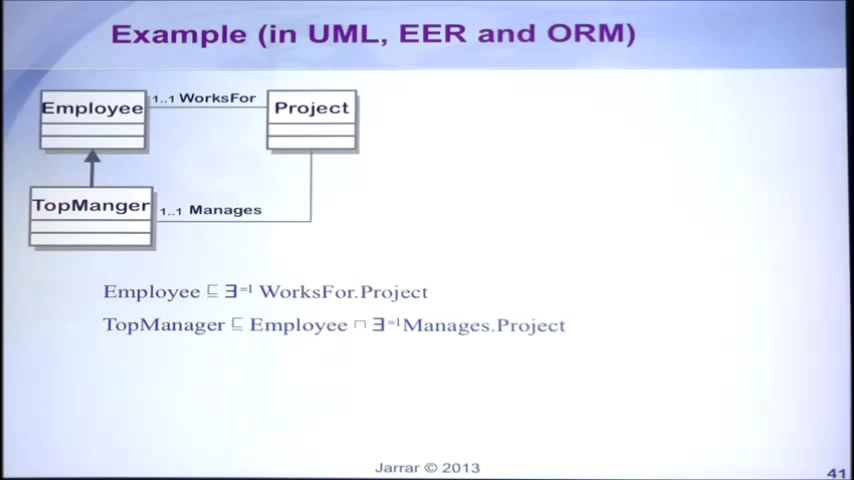 Example (in UML, EER and ORM)
Employee
1..1 WorksFor
Project
TopManger
1..1 Manages
Employee ⊑ ∃⁼¹ WorksFor.Project
TopManager ⊑ Employee ⊓ ∃⁼¹Manages.Project
Jarrar © 2013
41